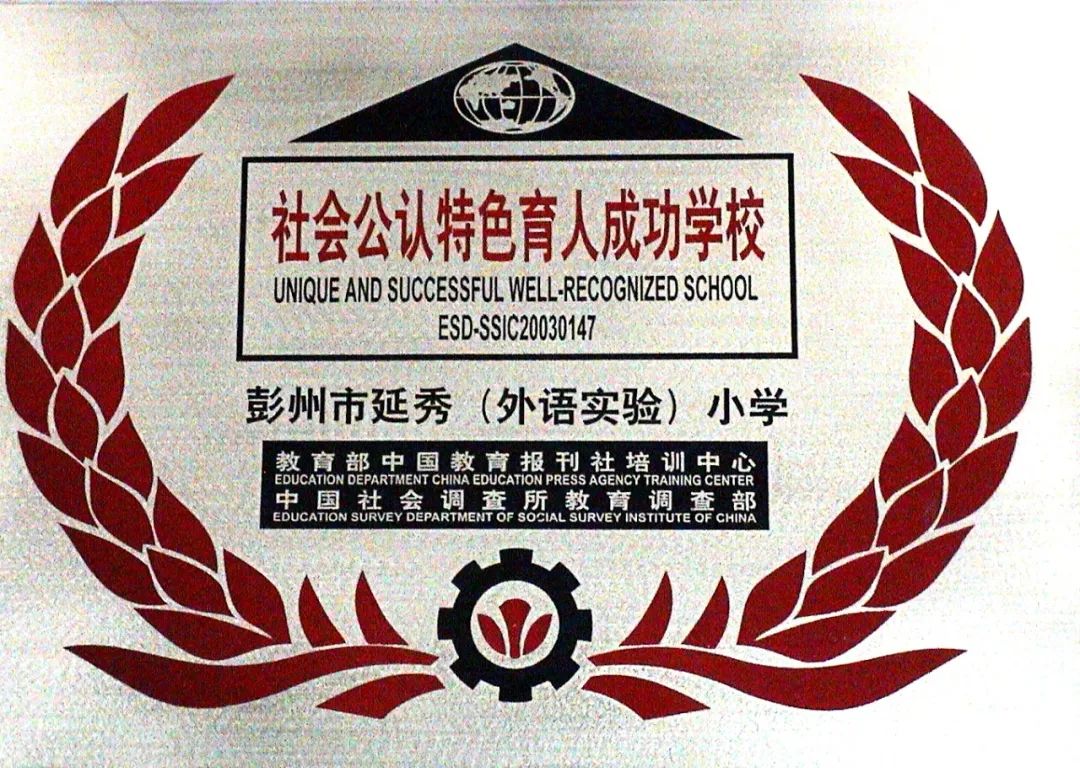 社会公认特色育人成功学校
UNIQUE AND SUCCESSFUL WELL-RECOGNIZED SCHOOL
ESD-SSIC20030147
彭州市延秀（外语实验）小学
教育部中国教育报刊社培训中心
EDUCATION DEPARTMENT CHINA EDUCATION PRESS AGENCY TRAINING CENTER
中国社会调查所教育调查部
EDUCATION SURVEY DEPARTMENT OF SOCIAL SURVEY INSTITUTE OF CHINA